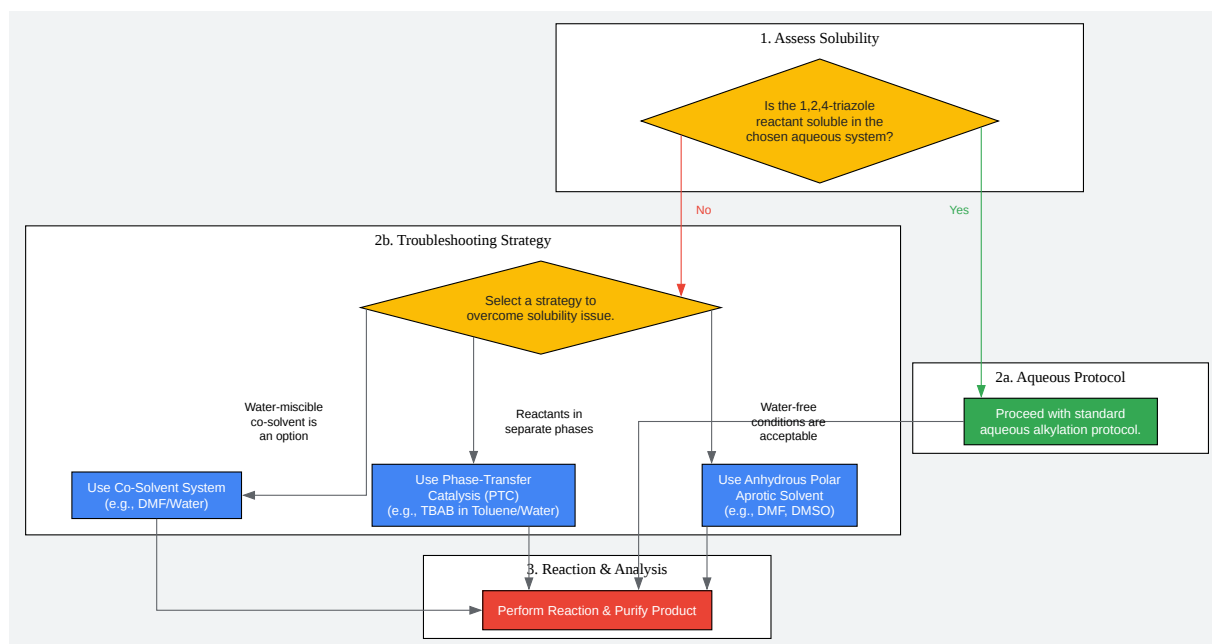 1. Assess Solubility
Is the 1,2,4-triazole
reactant soluble in the
chosen aqueous system?
No
Yes
2b. Troubleshooting Strategy
Select a strategy to
overcome solubility issue.
2a. Aqueous Protocol
Proceed with standard
aqueous alkylation protocol.
Water-miscible
co-solvent is
an option
Reactants in
separate phases
Water-free
conditions are
acceptable
Use Co-Solvent System
(e.g., DMF/Water)
Use Phase-Transfer
Catalysis (PTC)
(e.g., TBAB in Toluene/Water)
Use Anhydrous Polar
Aprotic Solvent
(e.g., DMF, DMSO)
3. Reaction & Analysis
Perform Reaction & Purify Product